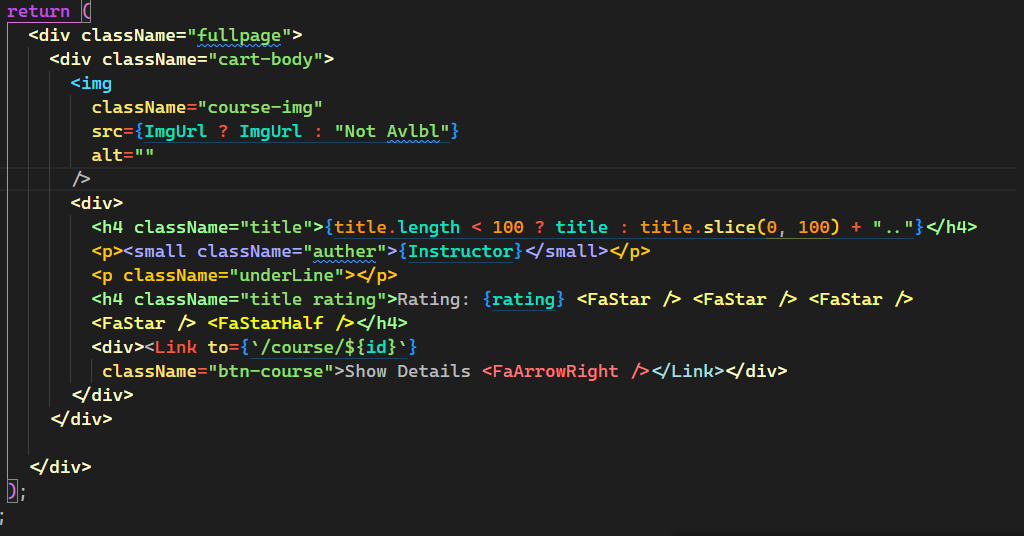 return (
<div className="fullpage">
<div className="cart-body">
<img
className="course-img"
src={ImgUrl ? ImgUrl : "Not Avlbl"}
alt=""
/>
<div>
<h4 className="title">{title.length < 100 ? title : title.slice(0, 100) + ".."}</h4>
<p><small className="auther">{Instructor}</small></p>
<p className="underLine"></p>
<h4 className="title rating">Rating: {rating} <FaStar /> <FaStar /> <FaStar />
<FaStar /> <FaStarHalf /></h4>
<div><Link to={`/course/${id}`}
className="btn-course">Show Details <FaArrowRight /></Link></div>
</div>
</div>
</div>
);
;